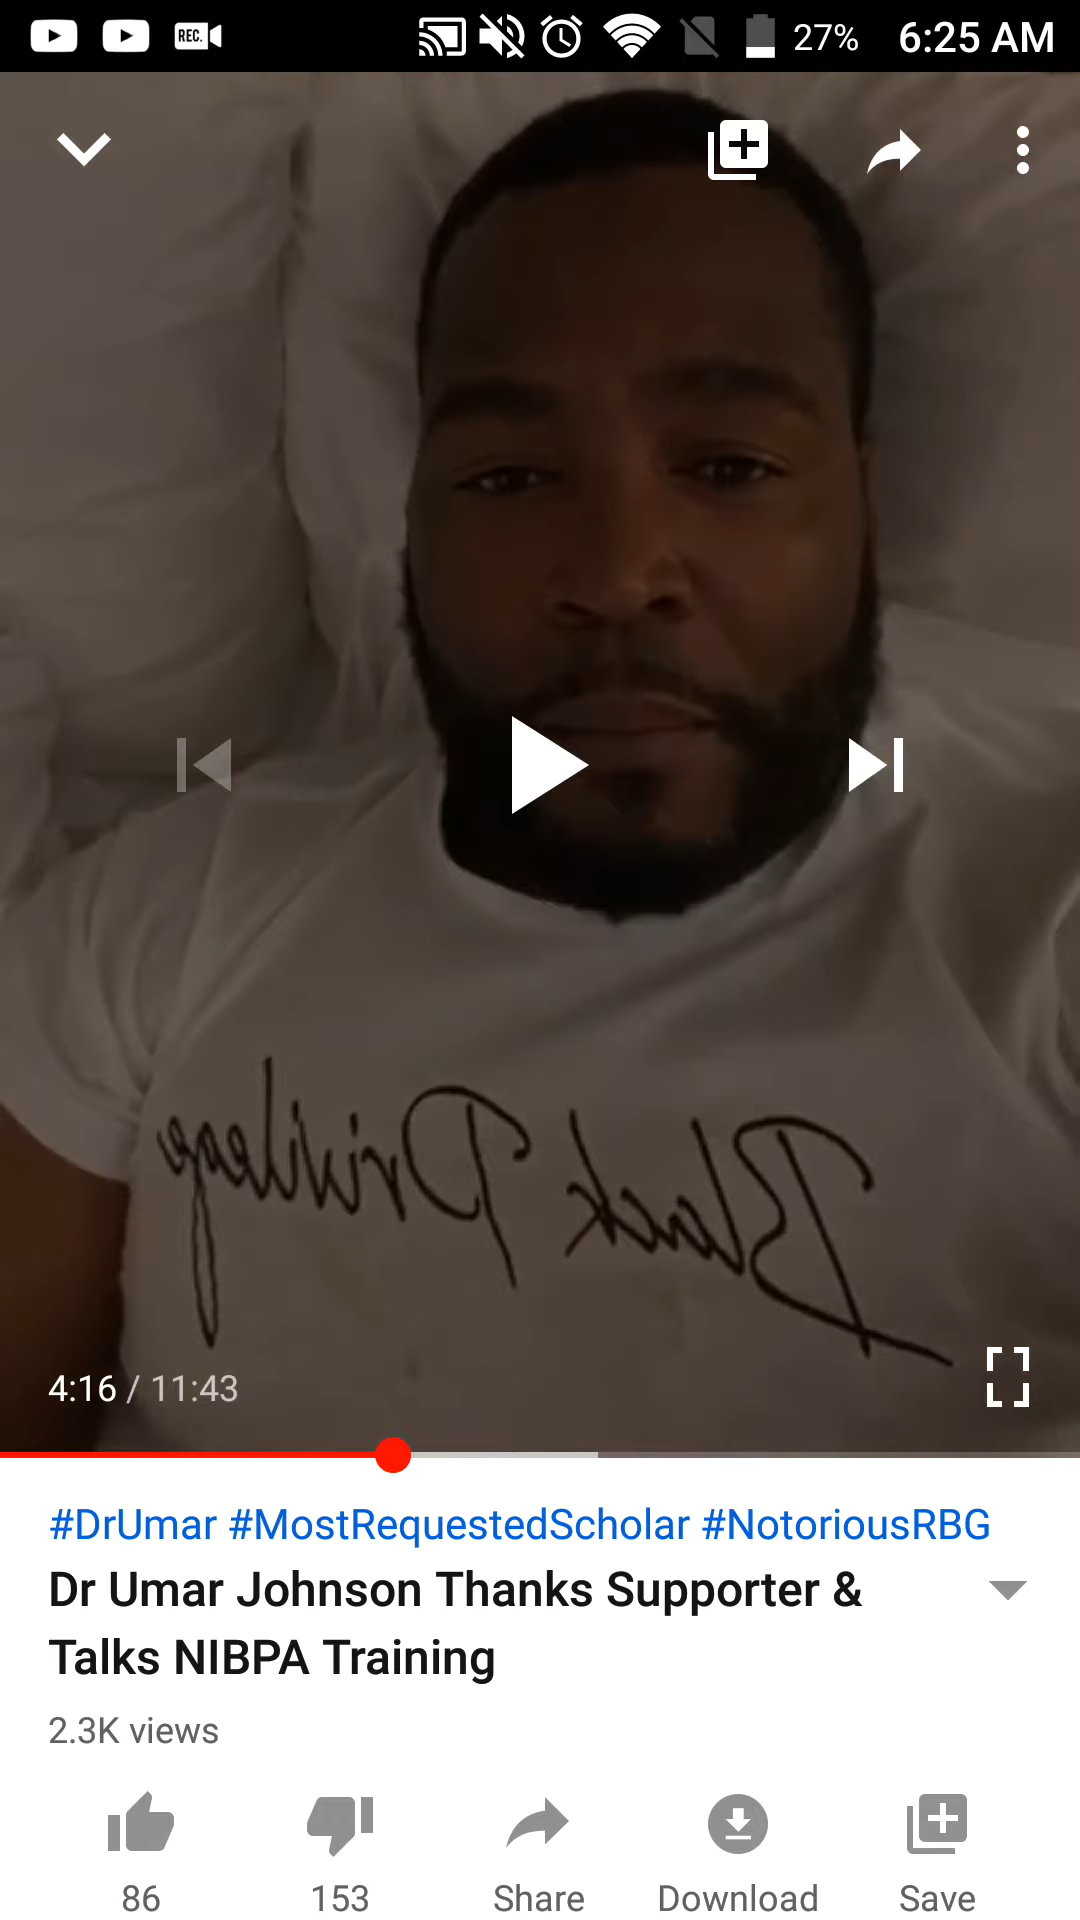 REC.
27%
6:25 AM
Black Privilege
4:16 / 11:43
#DrUmar #MostRequestedScholar #NotoriousRBG
Dr Umar Johnson Thanks Supporter &
Talks NIBPA Training
2.3K views
86 153 Share Download Save